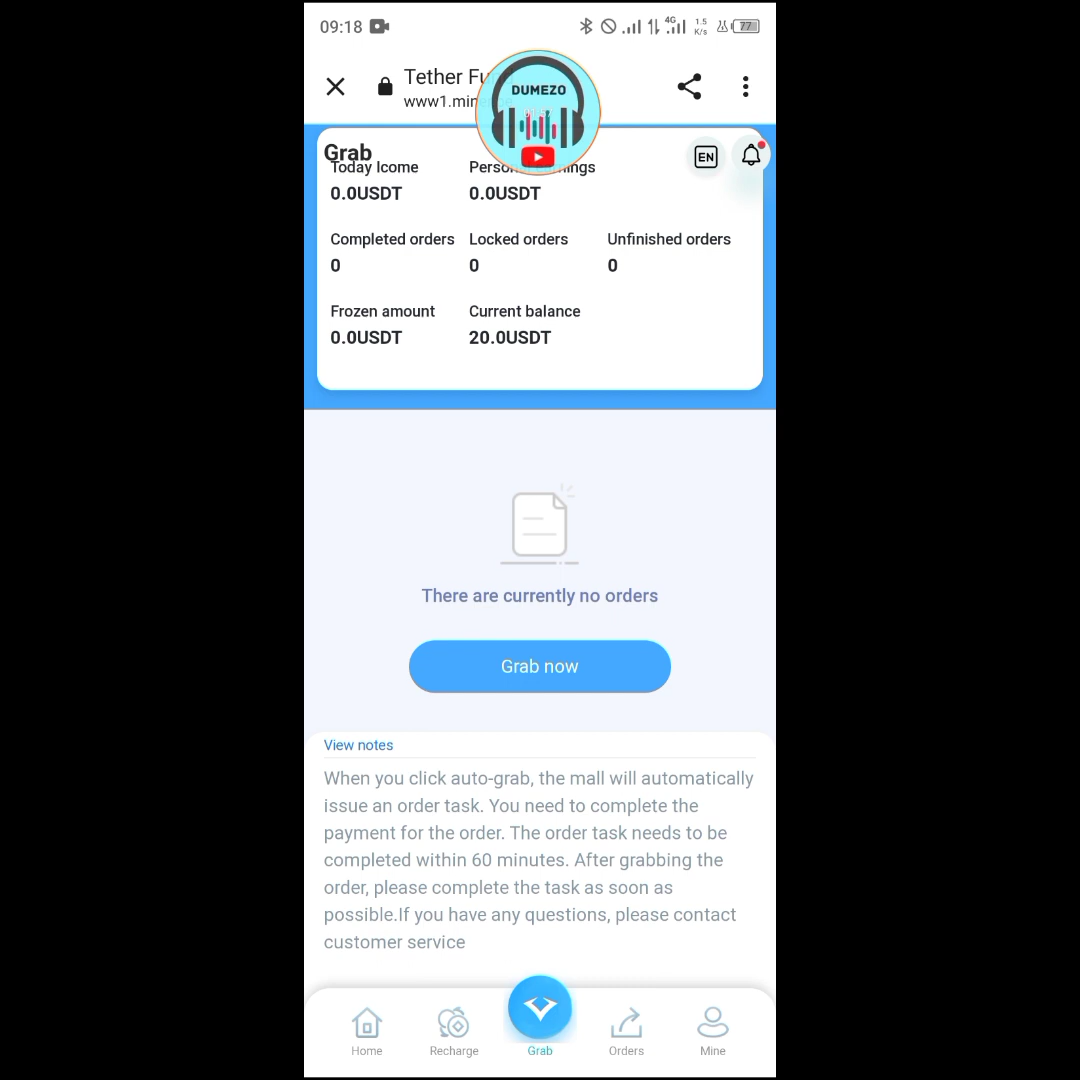 09:18
4G
1.5
K/s
77
Tether
DUMEZO
Grab
EN
Today Icome
0.0USDT
0.0USDT
Completed orders Locked orders Unfinished orders
0 0 0
Frozen amount Current balance
0.0USDT 20.0USDT
There are currently no orders
Grab now
View notes
When you click auto-grab, the mall will automatically
issue an order task. You need to complete the
payment for the order. The order task needs to be
completed within 60 minutes. After grabbing the
order, please complete the task as soon as
possible.If you have any questions, please contact
customer service
Home Recharge Grab Orders Mine